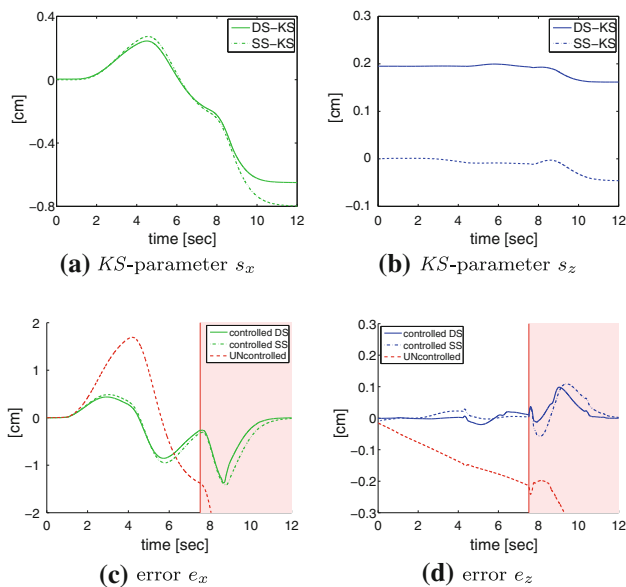 0.4
0
−0.4
−0.8
[cm]
DS−KS
SS−KS
0 2 4 6 8 10 12
time [sec]
(a) KS-parameter s_x
0.3
0.2
0.1
0
−0.1
[cm]
DS−KS
SS−KS
0 2 4 6 8 10 12
time [sec]
(b) KS-parameter s_z
2
1
0
−1
−2
[cm]
controlled DS
controlled SS
UNcontrolled
0 2 4 6 8 10 12
time [sec]
(c) error e_x
0.3
0.2
0.1
0
−0.1
−0.2
−0.3
[cm]
controlled DS
controlled SS
UNcontrolled
0 2 4 6 8 10 12
time [sec]
(d) error e_z